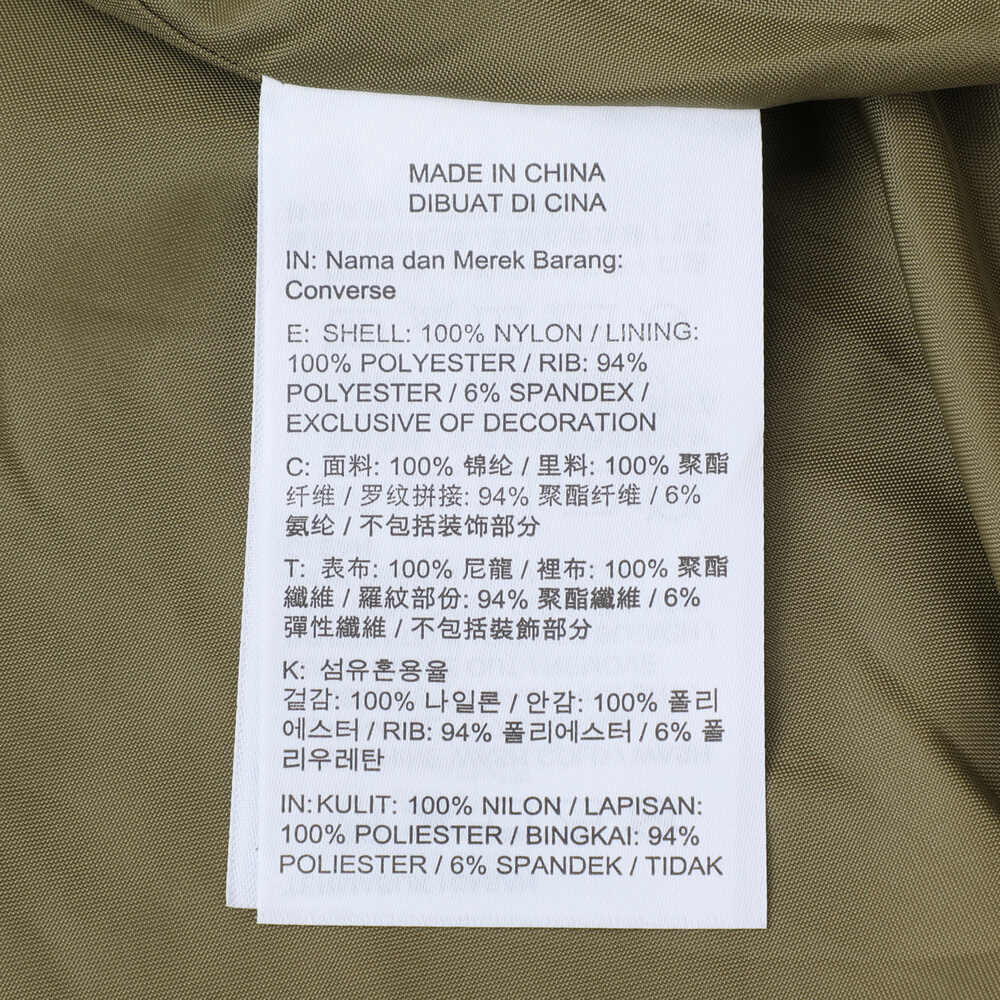 MADE IN CHINA
DIBUAT DI CINA
IN: Nama dan Merek Barang:
Converse
E: SHELL: 100% NYLON / LINING:
100% POLYESTER / RIB: 94%
POLYESTER / 6% SPANDEX /
EXCLUSIVE OF DECORATION
C: 面料: 100% 锦纶 / 里料: 100% 聚酯
纤维 / 罗纹拼接: 94% 聚酯纤维 / 6%
氨纶 / 不包括装饰部分
T: 表布: 100% 尼龍 / 裡布: 100% 聚酯
纖維 / 羅紋部份: 94% 聚酯纖維 / 6%
彈性纖維 / 不包括裝飾部分
K: 섬유혼용율
겉감: 100% 나일론 / 안감: 100% 폴리
에스터 / RIB: 94% 폴리에스터 / 6% 폴
리우레탄
IN: KULIT: 100% NILON / LAPISAN:
100% POLIESTER / BINGKAI: 94%
POLIESTER / 6% SPANDEK / TIDAK